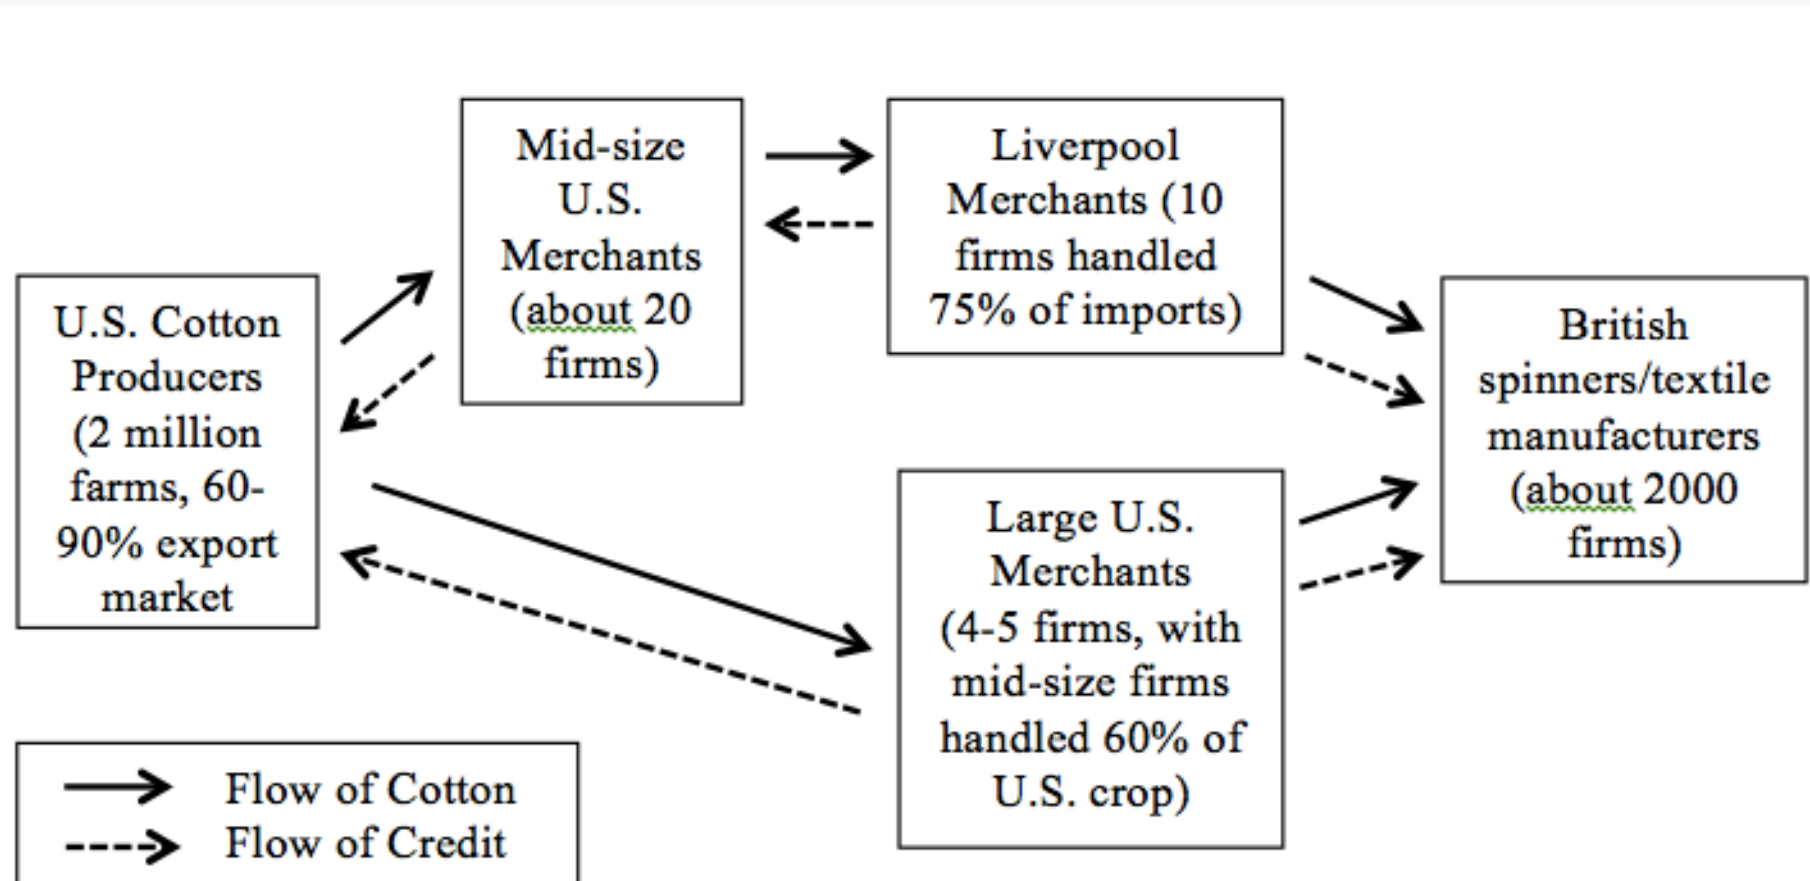 Mid-size
U.S.
Merchants
(about 20
firms)
Liverpool
Merchants (10
firms handled
75% of imports)
U.S. Cotton
Producers
(2 million
farms, 60-
90% export
market
British
spinners/textile
manufacturers
(about 2000
firms)
Large U.S.
Merchants
(4-5 firms, with
mid-size firms
handled 60% of
U.S. crop)
Flow of Cotton
Flow of Credit